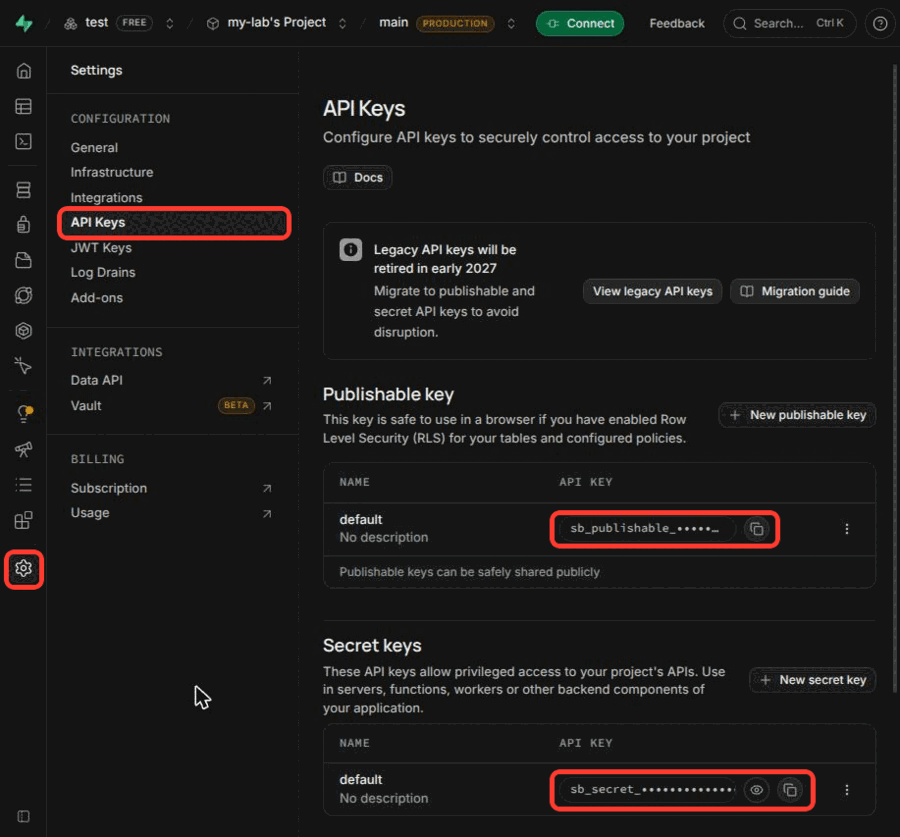 test FREE my-lab's Project main PRODUCTION Connect Feedback Search... Ctrl K
Settings
CONFIGURATION
General
Infrastructure
Integrations
API Keys
JWT Keys
Log Drains
Add-ons
INTEGRATIONS
Data API
Vault BETA
BILLING
Subscription
Usage
API Keys
Configure API keys to securely control access to your project
Docs
Legacy API keys will be
retired in early 2027
Migrate to publishable and
secret API keys to avoid
disruption.
View legacy API keys Migration guide
Publishable key
This key is safe to use in a browser if you have enabled Row
Level Security (RLS) for your tables and configured policies.
New publishable key
NAME API KEY
default
No description
sb_publishable_•••••…
Publishable keys can be safely shared publicly
Secret keys
These API keys allow privileged access to your project's APIs. Use
in servers, functions, workers or other backend components of
your application.
New secret key
NAME API KEY
default
No description
sb_secret_•••••••••••••